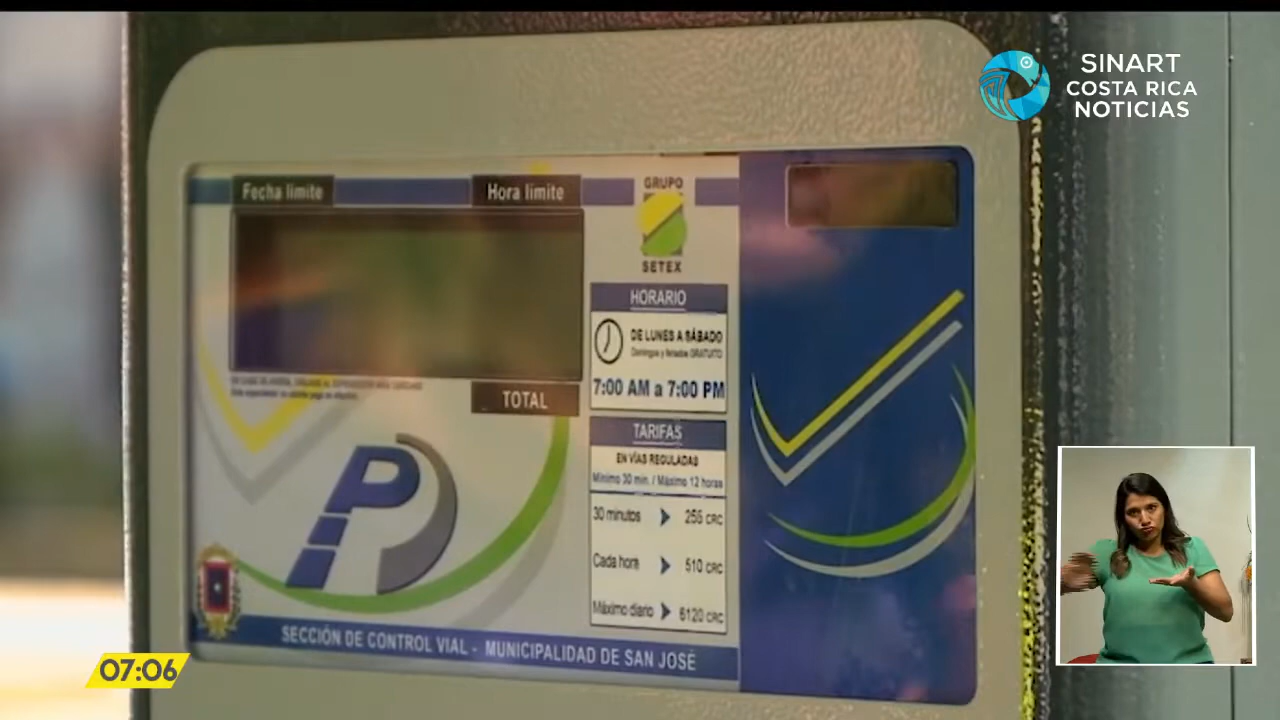 SINART
COSTA RICA
NOTICIAS
Fecha límite
Hora límite
GRUPO
SETEX
HORARIO
DE LUNES A SÁBADO
Domingos y feriados GRATUITO
7:00 AM a 7:00 PM
TOTAL
TARIFAS
EN VÍAS REGULADAS
Mínimo 30 min. / Máximo 12 horas
30 minutos 255 CRC
Cada hora 510 CRC
Máximo diario 6120 CRC
P
SECCIÓN DE CONTROL VIAL - MUNICIPALIDAD DE SAN JOSÉ
07:06